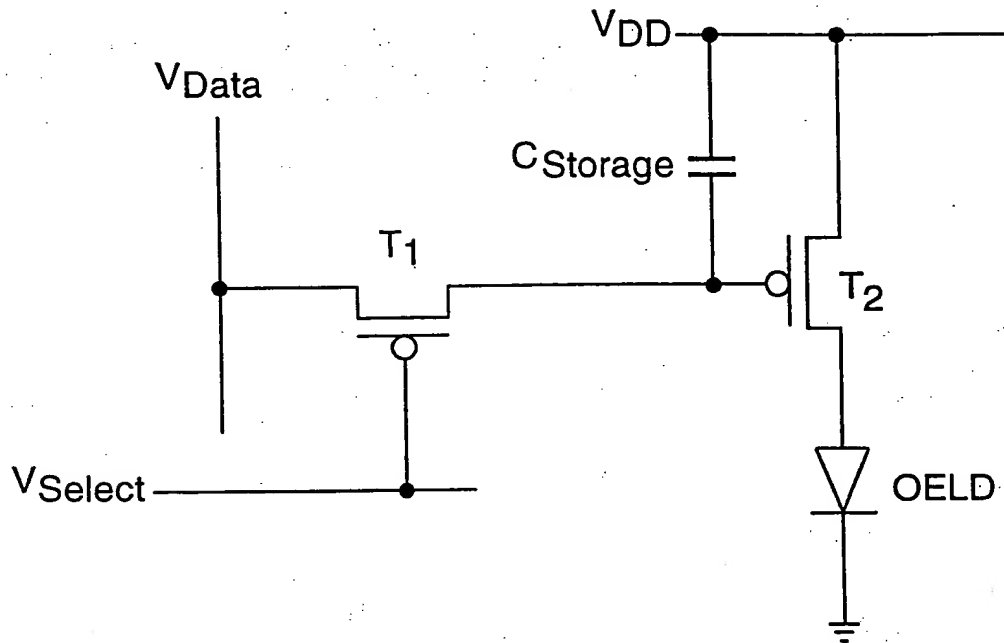 VDD
VData
CStorage
T1
T2
VSelect
OELD